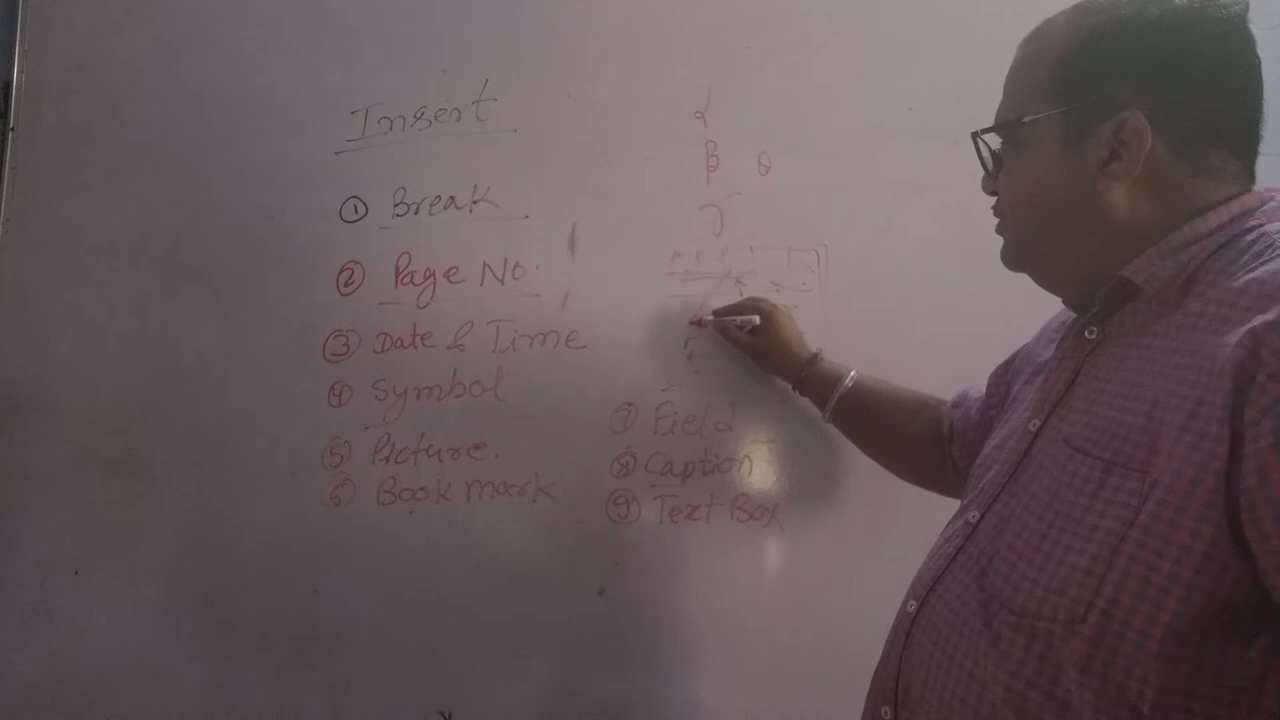 Insert
① Break
② Page No.
③ Date & Time
④ Symbol
⑤ Picture.
⑥ Book mark
α
β θ
γ
⑦ Field
⑧ Caption
⑨ Text Box